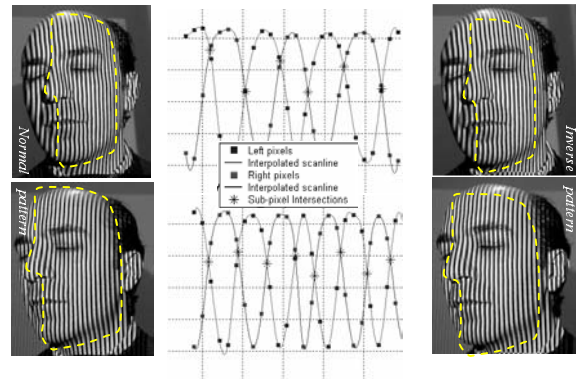 Normal
pattern
Left pixels
Interpolated scanline
Right pixels
Interpolated scanline
Sub-pixel Intersections
Inverse
pattern